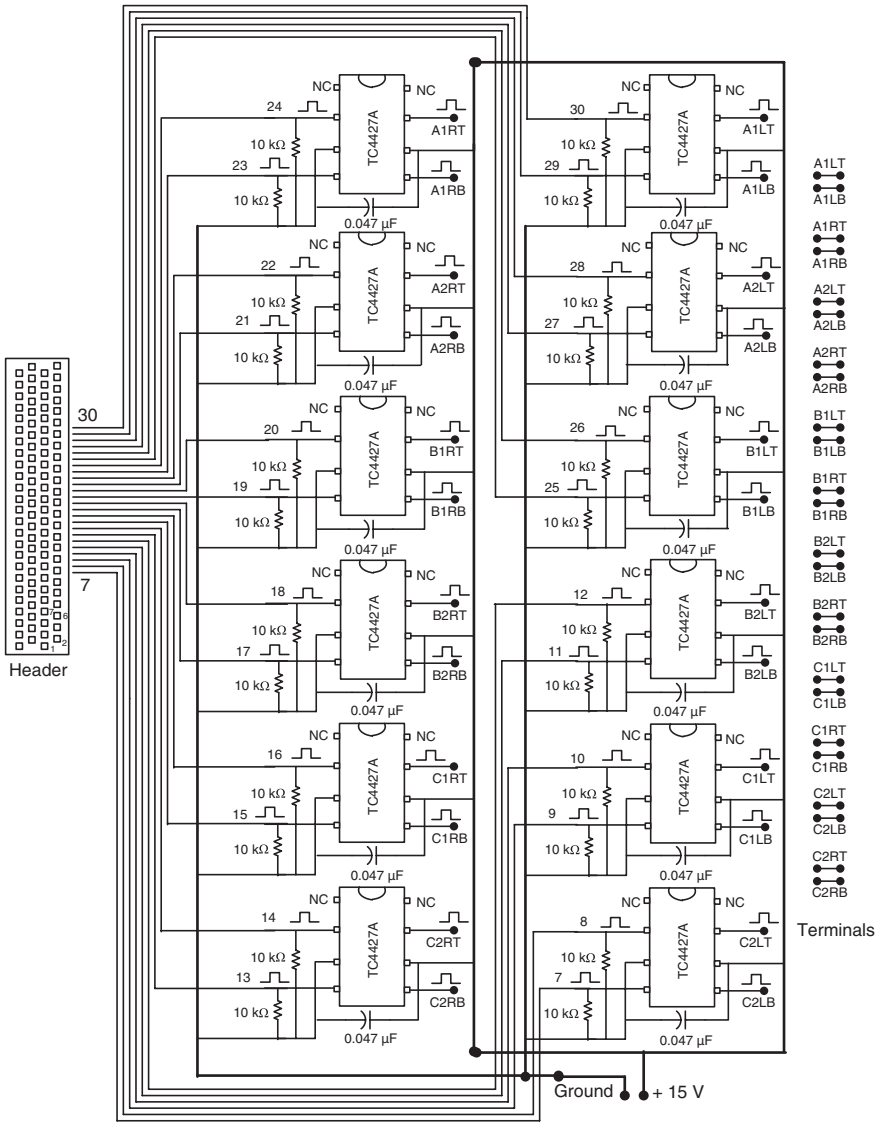 NC
NC
24
TC4427A
10 kΩ
A1RT
23
10 kΩ
A1RB
0.047 µF
NC
NC
30
TC4427A
10 kΩ
A1LT
29
10 kΩ
A1LB
0.047 µF
NC
NC
22
TC4427A
10 kΩ
A2RT
21
10 kΩ
A2RB
0.047 µF
NC
NC
28
TC4427A
10 kΩ
A2LT
27
10 kΩ
A2LB
0.047 µF
NC
NC
20
TC4427A
10 kΩ
B1RT
19
10 kΩ
B1RB
0.047 µF
NC
NC
26
TC4427A
10 kΩ
B1LT
25
10 kΩ
B1LB
0.047 µF
NC
NC
18
TC4427A
10 kΩ
B2RT
17
10 kΩ
B2RB
0.047 µF
NC
NC
12
TC4427A
10 kΩ
B2LT
11
10 kΩ
B2LB
0.047 µF
NC
NC
16
TC4427A
10 kΩ
C1RT
15
10 kΩ
C1RB
0.047 µF
NC
NC
10
TC4427A
10 kΩ
C1LT
9
10 kΩ
C1LB
0.047 µF
NC
NC
14
TC4427A
10 kΩ
C2RT
13
10 kΩ
C2RB
0.047 µF
NC
NC
8
TC4427A
10 kΩ
C2LT
7
10 kΩ
C2LB
0.047 µF
30
7
7
6
2
1
Header
A1LT
A1LB
A1RT
A1RB
A2LT
A2LB
A2RT
A2RB
B1LT
B1LB
B1RT
B1RB
B2LT
B2LB
B2RT
B2RB
C1LT
C1LB
C1RT
C1RB
C2LT
C2LB
C2RT
C2RB
Terminals
Ground
+ 15 V